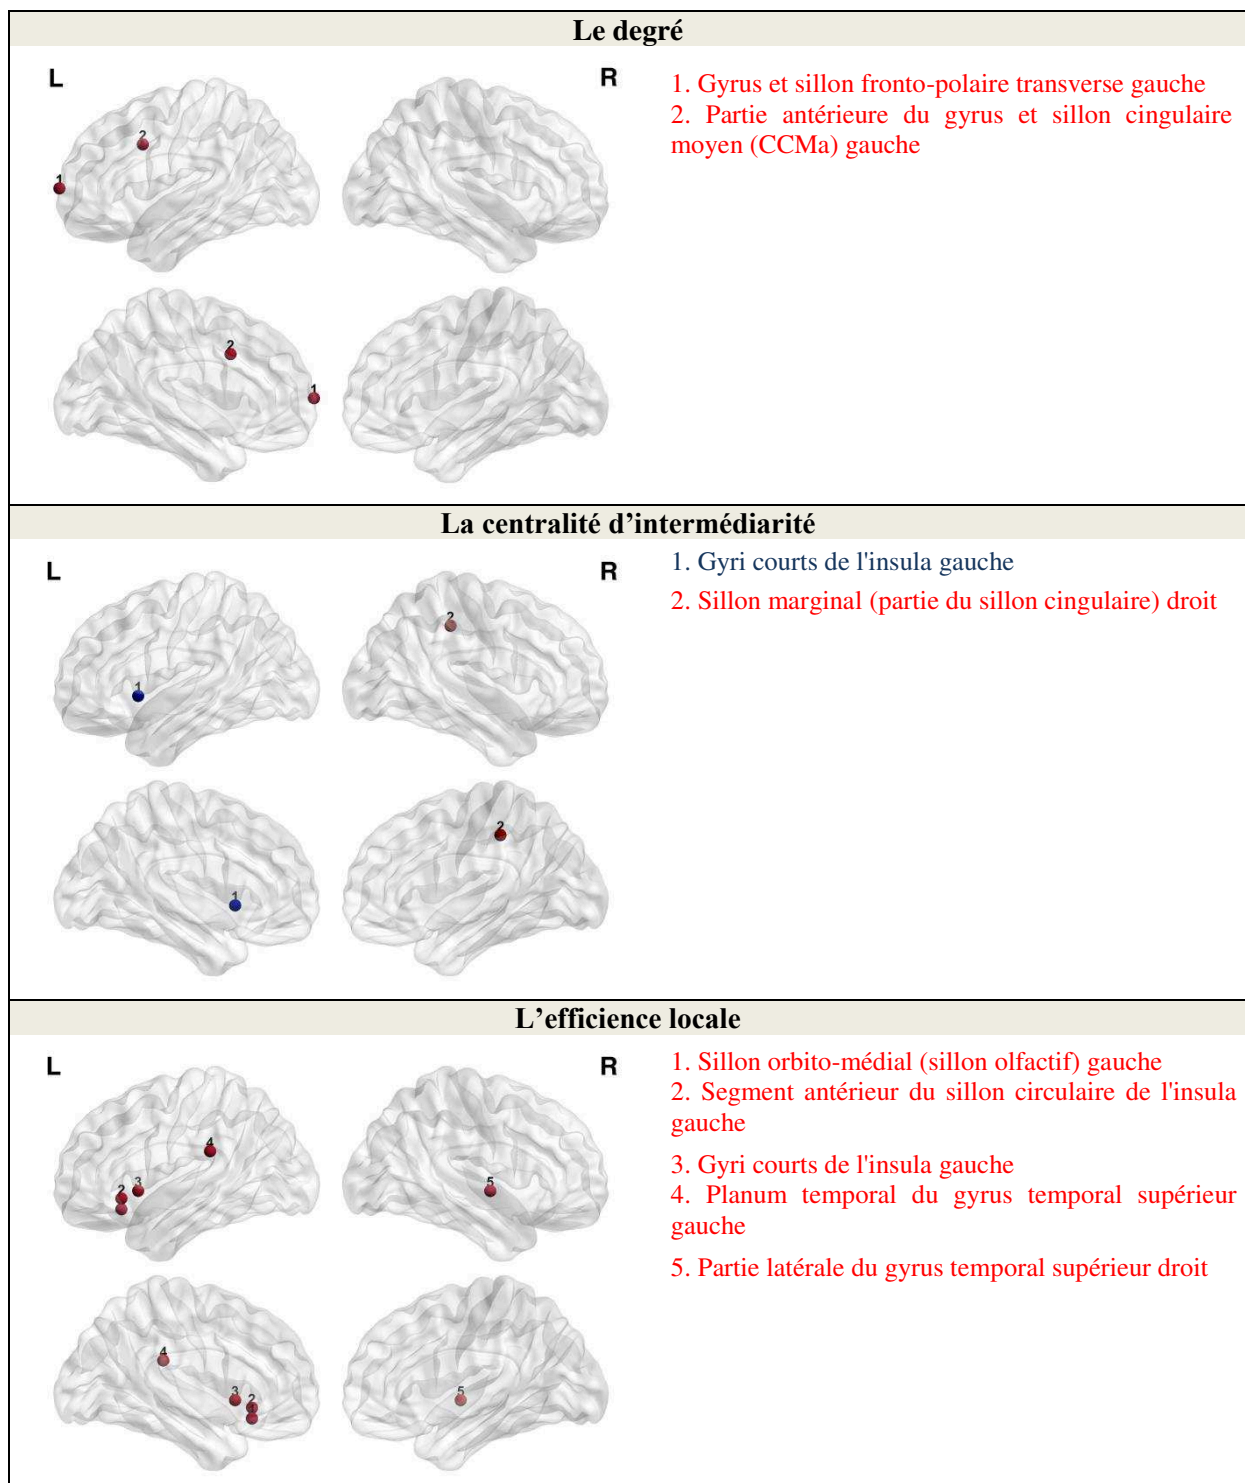 Le degré
L
R
1. Gyrus et sillon fronto-polaire transverse gauche
2. Partie antérieure du gyrus et sillon cingulaire
moyen (CCMa) gauche
2
1
2
1
La centralité d’intermédiarité
L
R
1. Gyri courts de l'insula gauche
2. Sillon marginal (partie du sillon cingulaire) droit
2
1
2
1
L’efficience locale
L
R
1. Sillon orbito-médial (sillon olfactif) gauche
2. Segment antérieur du sillon circulaire de l'insula
gauche
3. Gyri courts de l'insula gauche
4. Planum temporal du gyrus temporal supérieur
gauche
5. Partie latérale du gyrus temporal supérieur droit
4
2
3
5
4
3
2
1
5